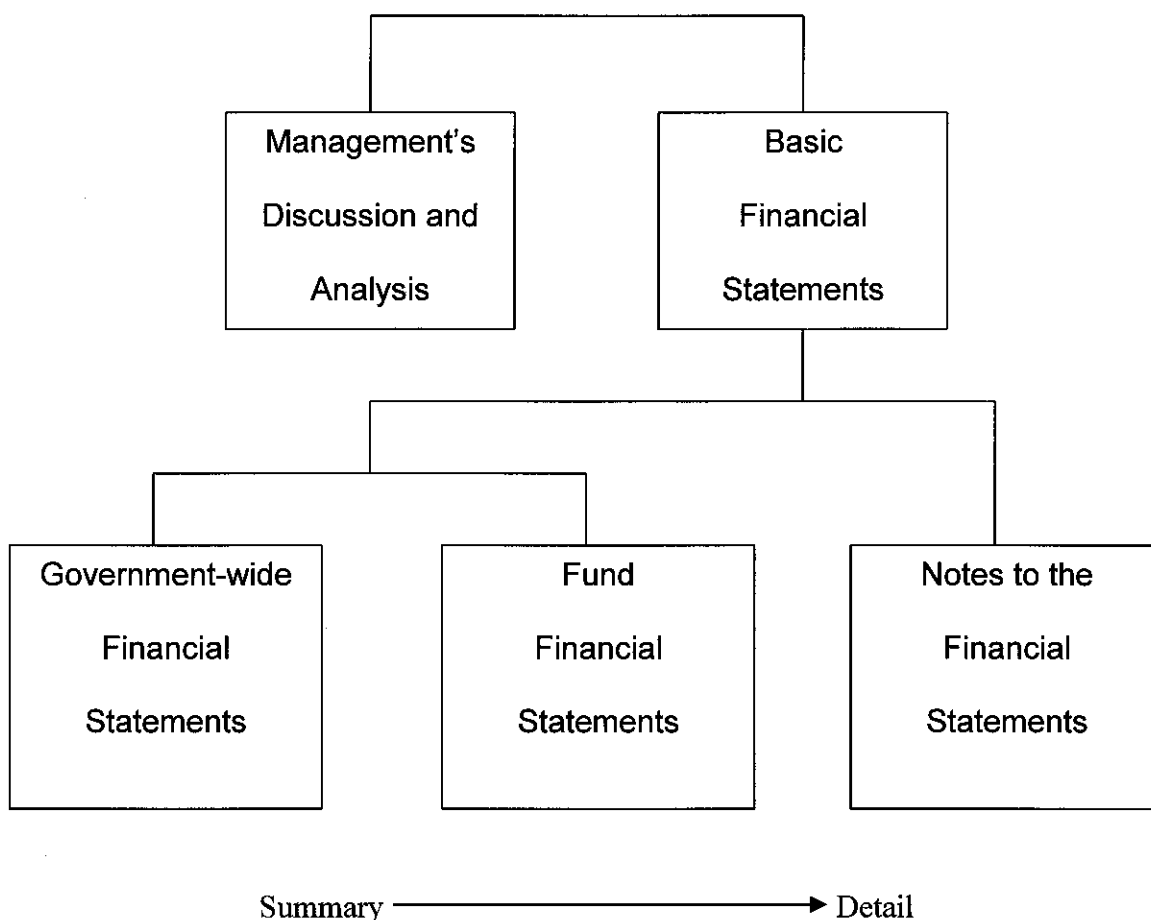 Management's
Discussion and
Analysis
Basic
Financial
Statements
Government-wide
Financial
Statements
Fund
Financial
Statements
Notes to the
Financial
Statements
Summary
Detail